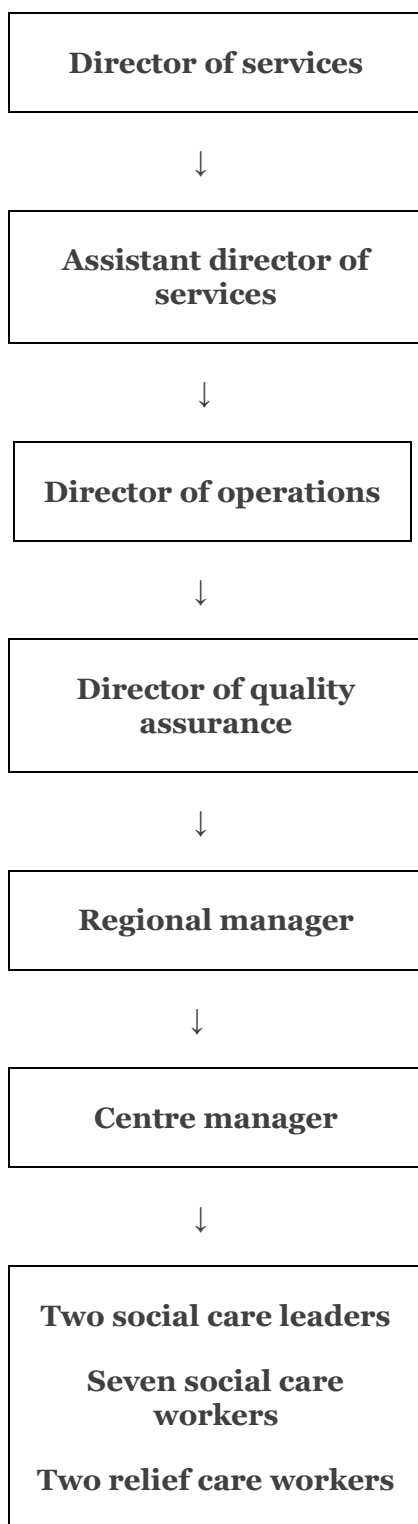 Director of services
↓
Assistant director of
services
↓
Director of operations
↓
Director of quality
assurance
↓
Regional manager
↓
Centre manager
↓
Two social care leaders
Seven social care
workers
Two relief care workers